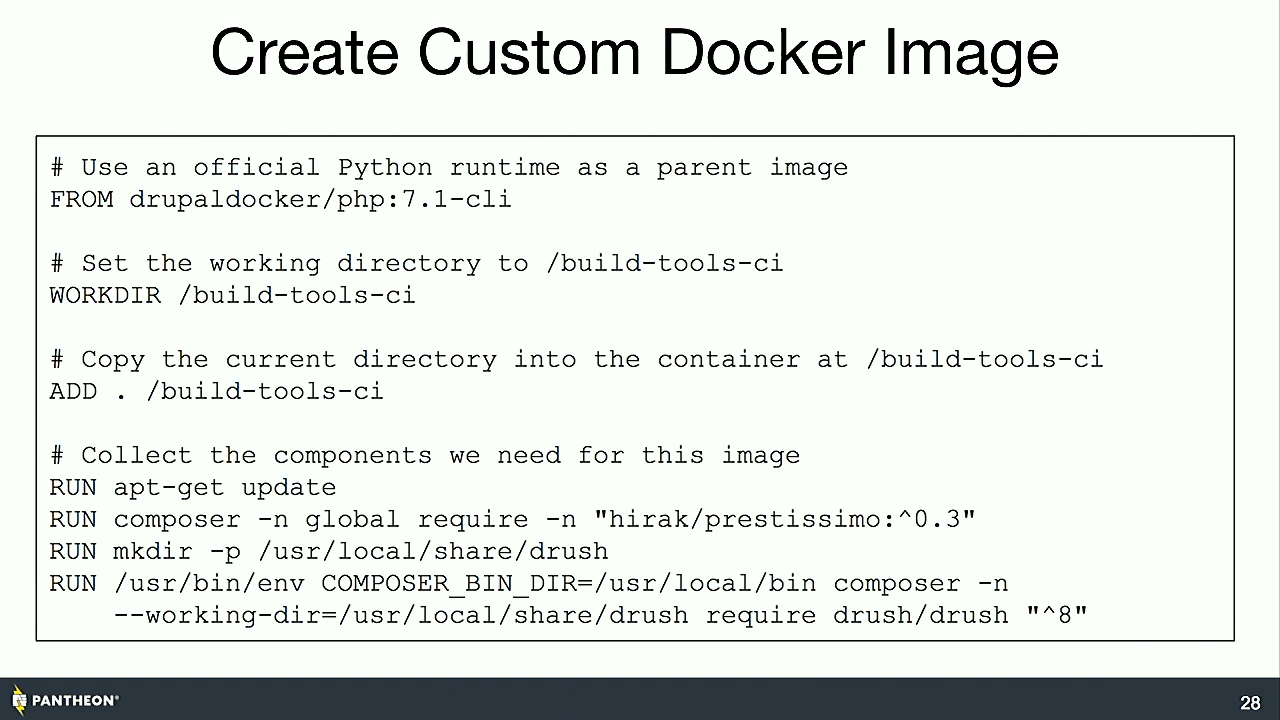 Create Custom Docker Image
# Use an official Python runtime as a parent image
FROM drupaldocker/php:7.1-cli
# Set the working directory to /build-tools-ci
WORKDIR /build-tools-ci
# Copy the current directory into the container at /build-tools-ci
ADD . /build-tools-ci
# Collect the components we need for this image
RUN apt-get update
RUN composer -n global require -n "hirak/prestissimo:^0.3"
RUN mkdir -p /usr/local/share/drush
RUN /usr/bin/env COMPOSER_BIN_DIR=/usr/local/bin composer -n
--working-dir=/usr/local/share/drush require drush/drush "^8"
PANTHEON®
28